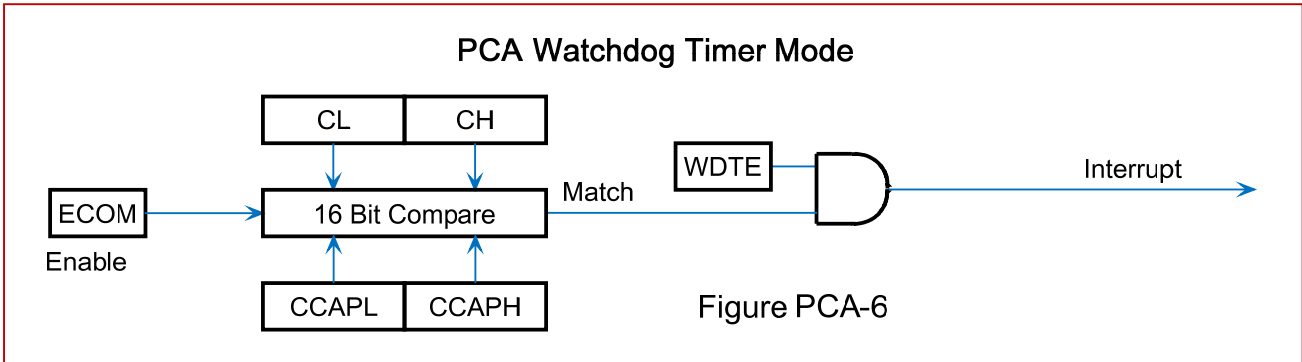 PCA Watchdog Timer Mode
CL CH
WDTE
Interrupt
Match
ECOM
16 Bit Compare
Enable
CCAPL CCAPH
Figure PCA-6